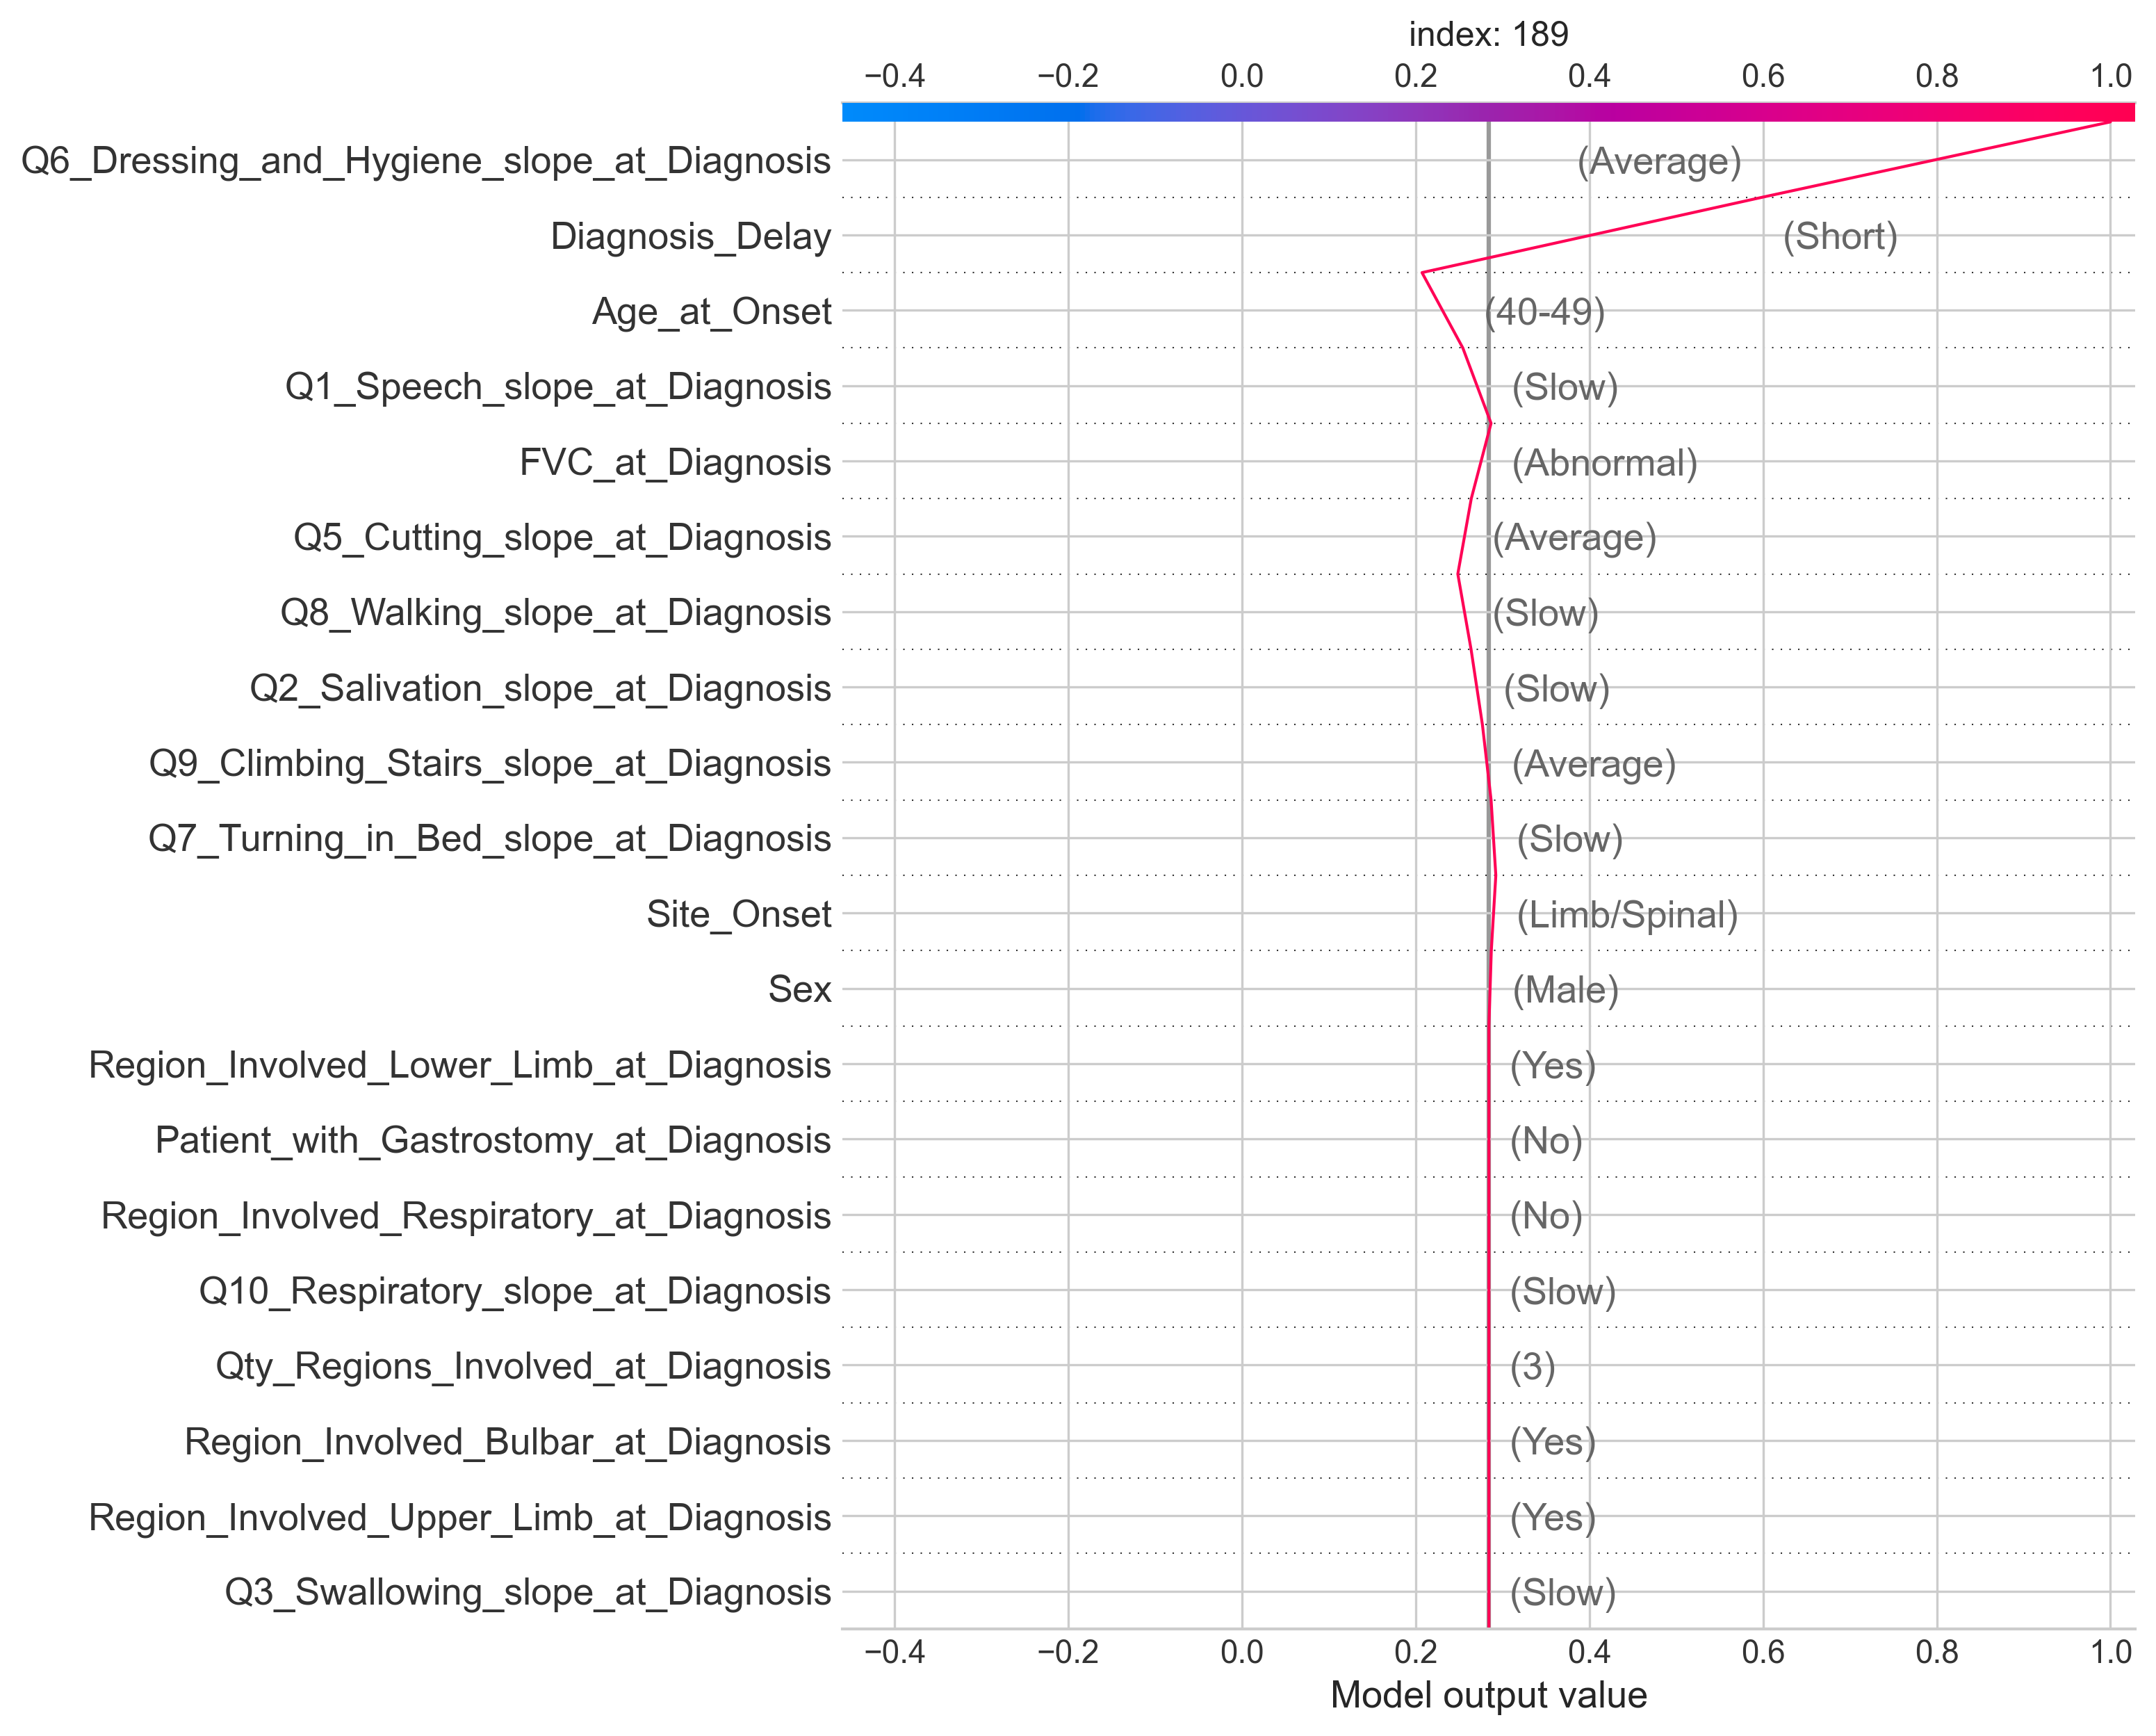 index: 189
−0.4 −0.2 0.0 0.2 0.4 0.6 0.8 1.0
Q6_Dressing_and_Hygiene_slope_at_Diagnosis (Average)
Diagnosis_Delay (Short)
Age_at_Onset (40-49)
Q1_Speech_slope_at_Diagnosis (Slow)
FVC_at_Diagnosis (Abnormal)
Q5_Cutting_slope_at_Diagnosis (Average)
Q8_Walking_slope_at_Diagnosis (Slow)
Q2_Salivation_slope_at_Diagnosis (Slow)
Q9_Climbing_Stairs_slope_at_Diagnosis (Average)
Q7_Turning_in_Bed_slope_at_Diagnosis (Slow)
Site_Onset (Limb/Spinal)
Sex (Male)
Region_Involved_Lower_Limb_at_Diagnosis (Yes)
Patient_with_Gastrostomy_at_Diagnosis (No)
Region_Involved_Respiratory_at_Diagnosis (No)
Q10_Respiratory_slope_at_Diagnosis (Slow)
Qty_Regions_Involved_at_Diagnosis (3)
Region_Involved_Bulbar_at_Diagnosis (Yes)
Region_Involved_Upper_Limb_at_Diagnosis (Yes)
Q3_Swallowing_slope_at_Diagnosis (Slow)
−0.4 −0.2 0.0 0.2 0.4 0.6 0.8 1.0
Model output value